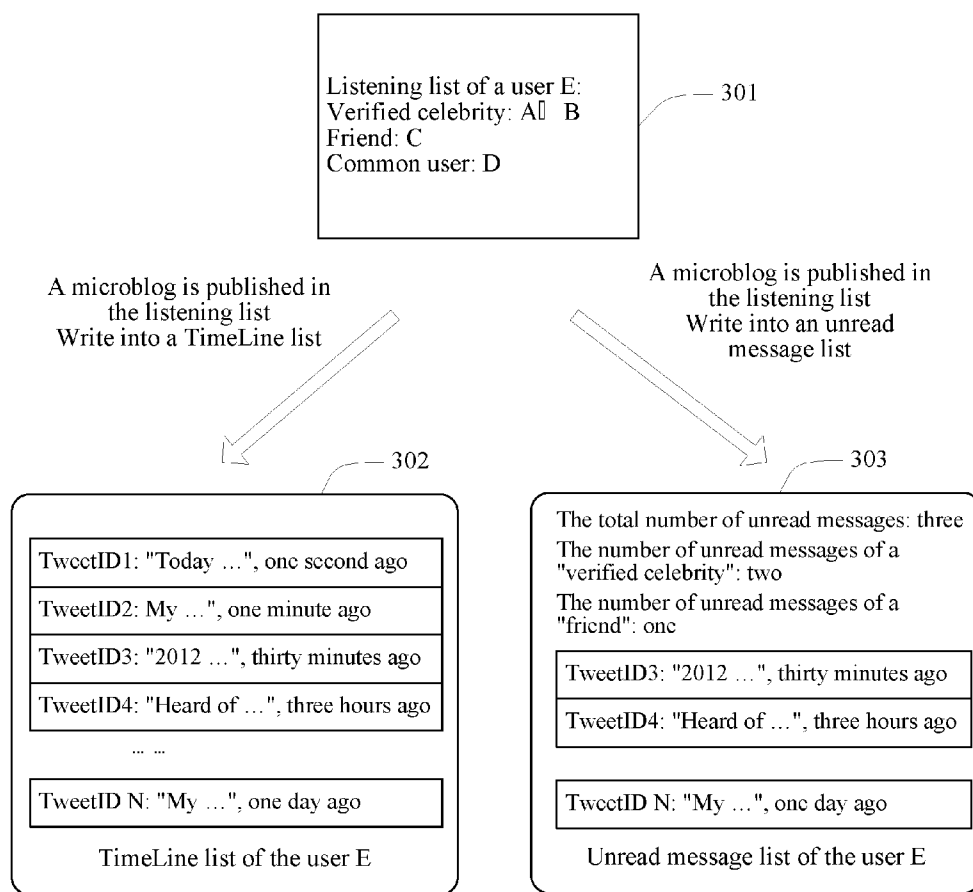 Listening list of a user E:
Verified celebrity: A▯ B
Friend: C
Common user: D
301
A microblog is published in
the listening list
Write into a TimeLine list
A microblog is published in
the listening list
Write into an unread
message list
302
TweetID1: "Today ...", one second ago
TweetID2: My ...", one minute ago
TweetID3: "2012 ...", thirty minutes ago
TweetID4: "Heard of ...", three hours ago
... ...
TweetID N: "My ...", one day ago
TimeLine list of the user E
303
The total number of unread messages: three
The number of unread messages of a
"verified celebrity": two
The number of unread messages of a
"friend": one
TweetID3: "2012 ...", thirty minutes ago
TweetID4: "Heard of ...", three hours ago
TweetID N: "My ...", one day ago
Unread message list of the user E